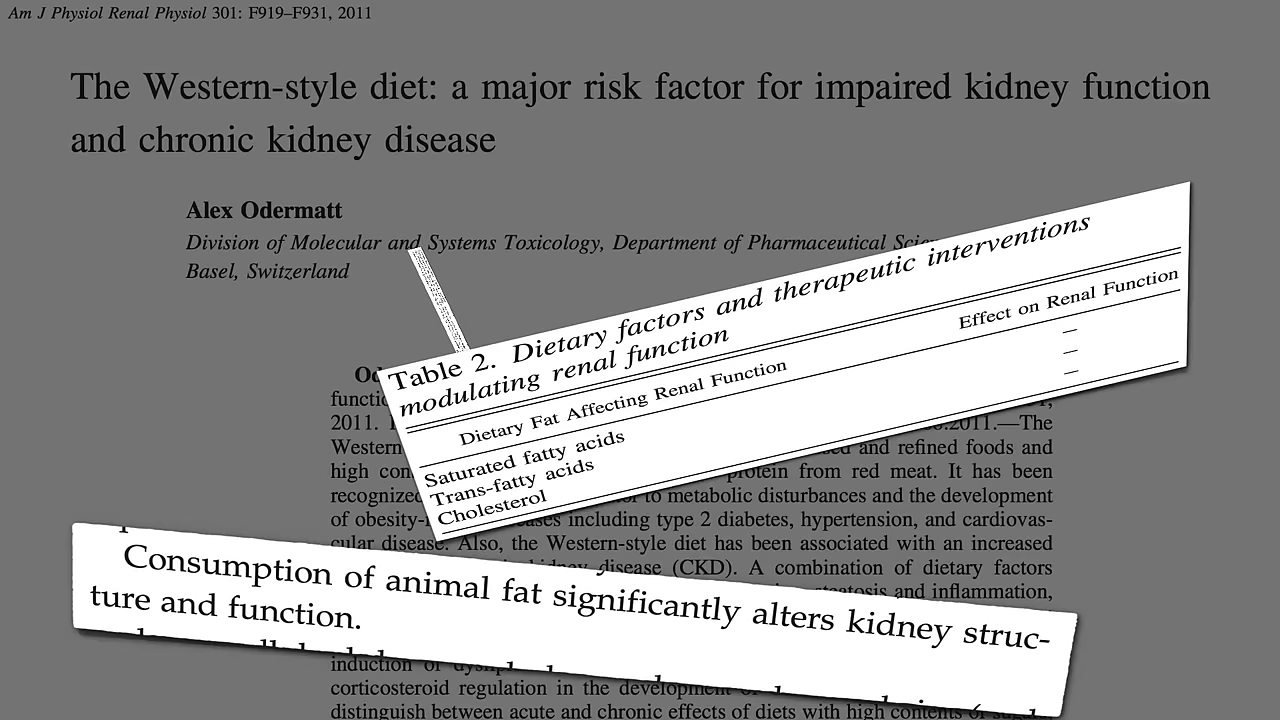 Am J Physiol Renal Physiol 301: F919–F931, 2011
The Western-style diet: a major risk factor for impaired kidney function
and chronic kidney disease
Alex Odermatt
Division of Molecular and Systems Toxicology, Department of Pharmaceutical
Basel, Switzerland
Table 2. Dietary factors and therapeutic interventions
modulating renal function
Dietary Fat Affecting Renal Function Effect on Renal Function
Saturated fatty acids —
Trans-fatty acids —
Cholesterol —
2011. 2011.—The
Western and refined foods and
high protein from red meat. It has been
recognized to metabolic disturbances and the development
of including type 2 diabetes, hypertension, and cardiovas-
cular disease. Also, the Western-style diet has been associated with an increased
disease (CKD). A combination of dietary factors
and inflammation,
Consumption of animal fat significantly alters kidney struc-
ture and function.
induction of
corticosteroid regulation in the development
distinguish between acute and chronic effects of diets with high contents of